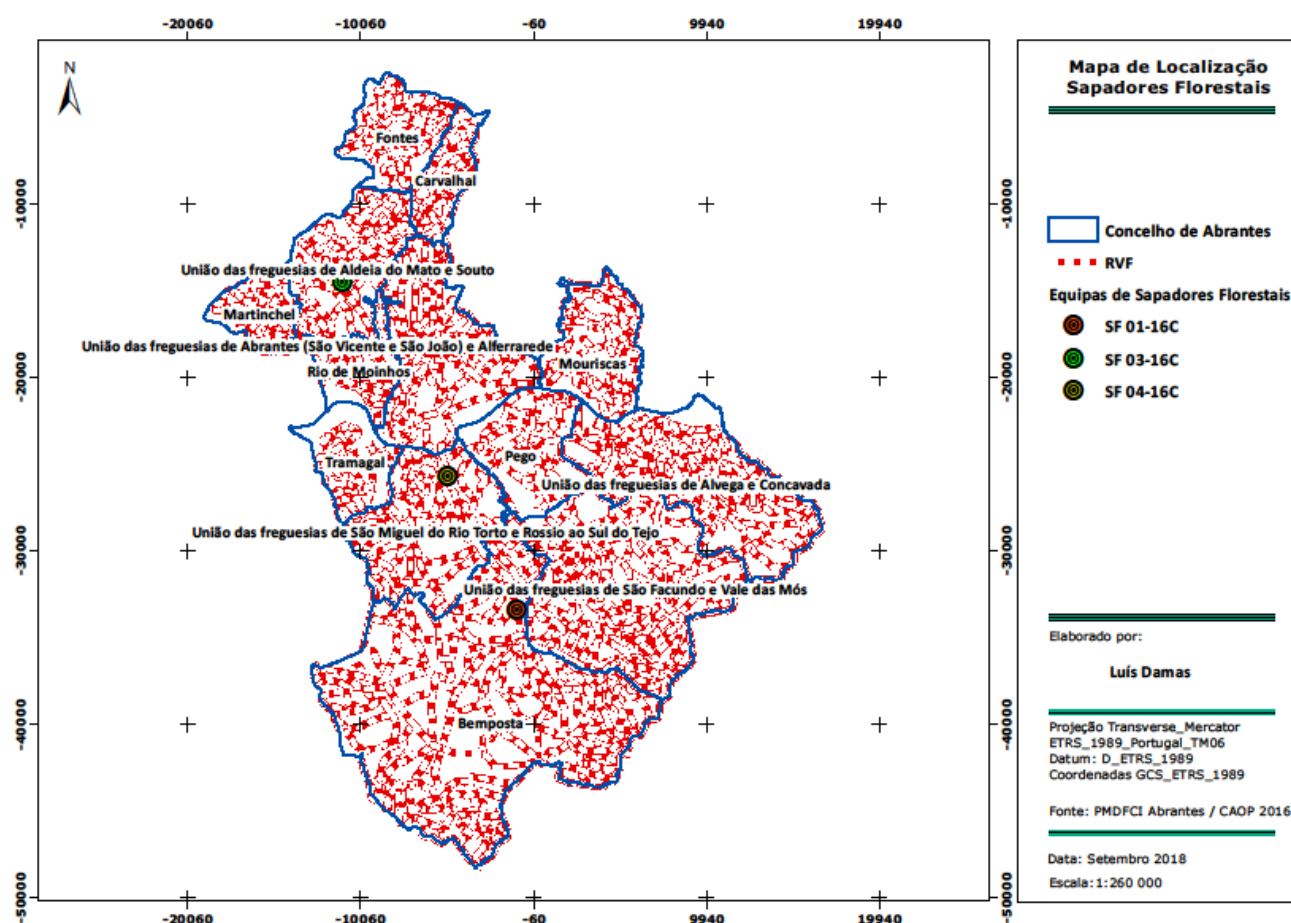 -20060
-10060
-60
9940
19940
N
Fontes
Carvalhal
-10000
-10000
União das freguesias de Aldeia do Mato e Souto
Martinchel
União das freguesias de Abrantes (São Vicente e São João) e Alferrarede
Mouriscas
Rio de Moinhos
-20000
-20000
Pego
Tramagal
União das freguesias de Alvega e Concavada
União das freguesias de São Miguel do Rio Torto e Rossio ao Sul do Tejo
-30000
-30000
União das freguesias de São Facundo e Vale das Mós
Bemposta
-40000
-40000
-50000
-50000
-20060
-10060
-60
9940
19940
Mapa de Localização
Sapadores Florestais
Concelho de Abrantes
RVF
Equipas de Sapadores Florestais
SF 01-16C
SF 03-16C
SF 04-16C
Elaborado por:
Luís Damas
Projeção Transverse_Mercator
ETRS_1989_Portugal_TM06
Datum: D_ETRS_1989
Coordenadas GCS_ETRS_1989
Fonte: PMDFCI Abrantes / CAOP 2016
Data: Setembro 2018
Escala:1:260 000